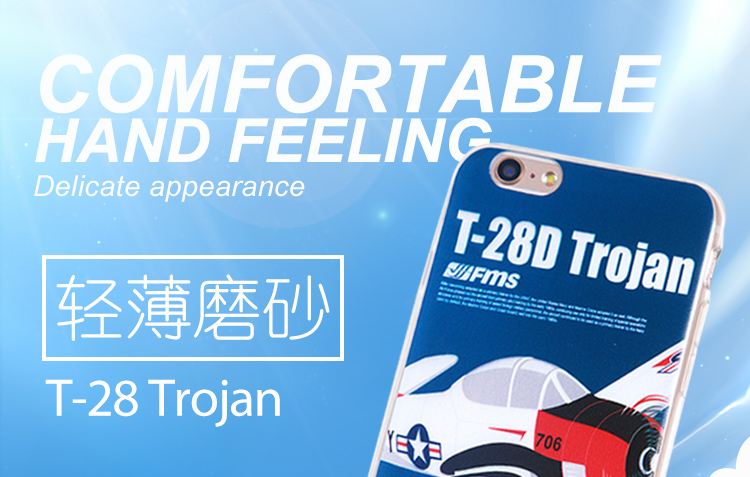 COMFORTABLE
HAND FEELING
Delicate appearance
轻薄磨砂
T-28 Trojan
T-28D Trojan
Fms
706
Y